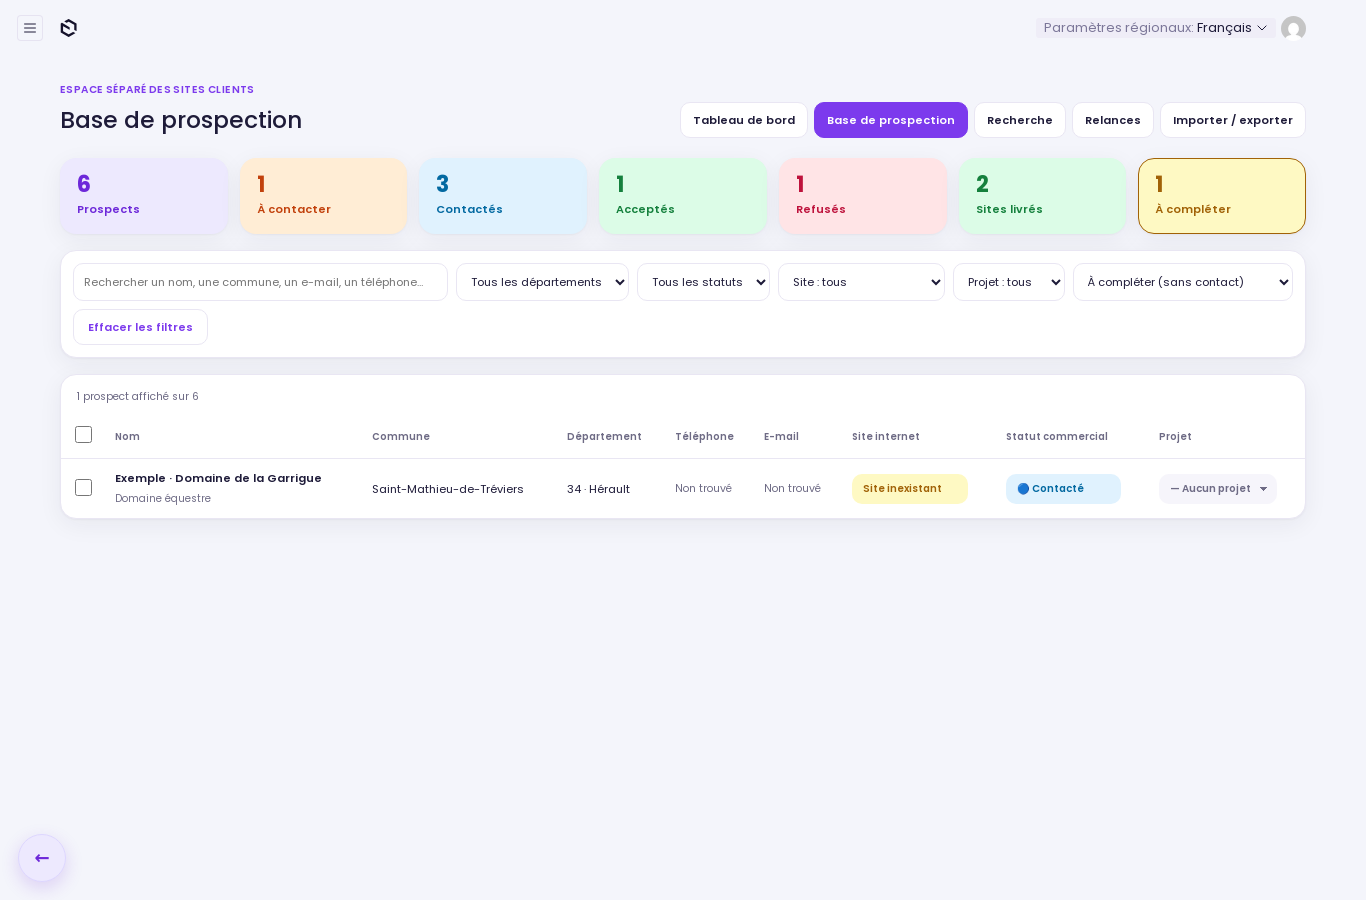 Paramètres régionaux: Français
ESPACE SÉPARÉ DES SITES CLIENTS
Base de prospection
Tableau de bord
Base de prospection
Recherche
Relances
Importer / exporter
6
Prospects
1
À contacter
3
Contactés
1
Acceptés
1
Refusés
2
Sites livrés
1
À compléter
Rechercher un nom, une commune, un e-mail, un téléphone…
Tous les départements
Tous les statuts
Site : tous
Projet : tous
À compléter (sans contact)
Effacer les filtres
1 prospect affiché sur 6
Nom Commune Département Téléphone E-mail Site internet Statut commercial Projet
Exemple · Domaine de la Garrigue
Domaine équestre
Saint-Mathieu-de-Tréviers
34 · Hérault
Non trouvé
Non trouvé
Site inexistant
🔵 Contacté
— Aucun projet